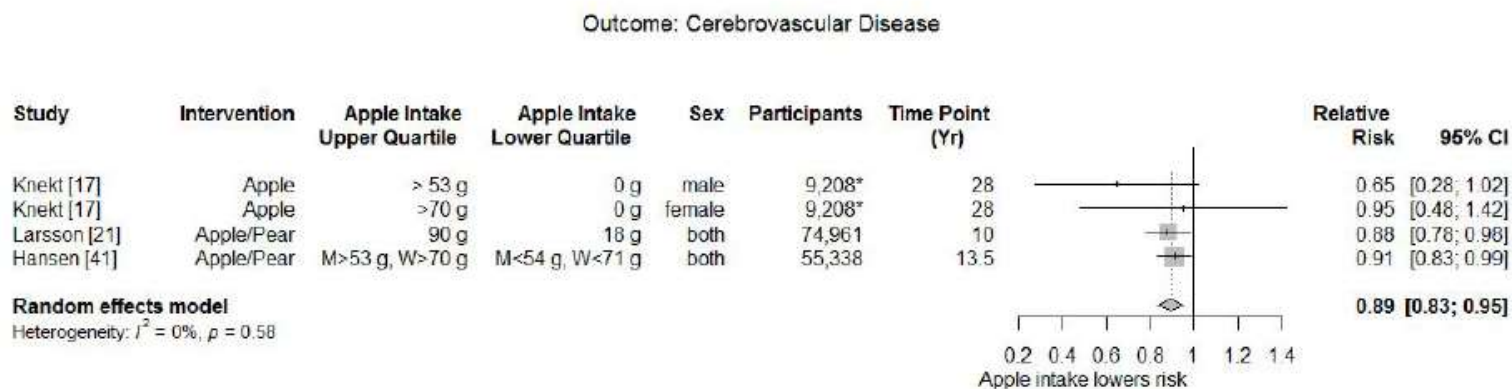 Outcome: Cerebrovascular Disease
Study Intervention Apple Intake Upper Quartile Apple Intake Lower Quartile Sex Participants Time Point (Yr) Relative Risk 95% CI
Knekt [17] Apple > 53 g 0 g male 9,208* 28 0.65 [0.28; 1.02]
Knekt [17] Apple >70 g 0 g female 9,208* 28 0.95 [0.48; 1.42]
Larsson [21] Apple/Pear 90 g 18 g both 74,961 10 0.88 [0.78; 0.98]
Hansen [41] Apple/Pear M>53 g, W>70 g M<54 g, W<71 g both 55,338 13.5 0.91 [0.83; 0.99]
Random effects model 0.89 [0.83; 0.95]
Heterogeneity: I² = 0%, p = 0.58
0.2 0.4 0.6 0.8 1 1.2 1.4
Apple intake lowers risk